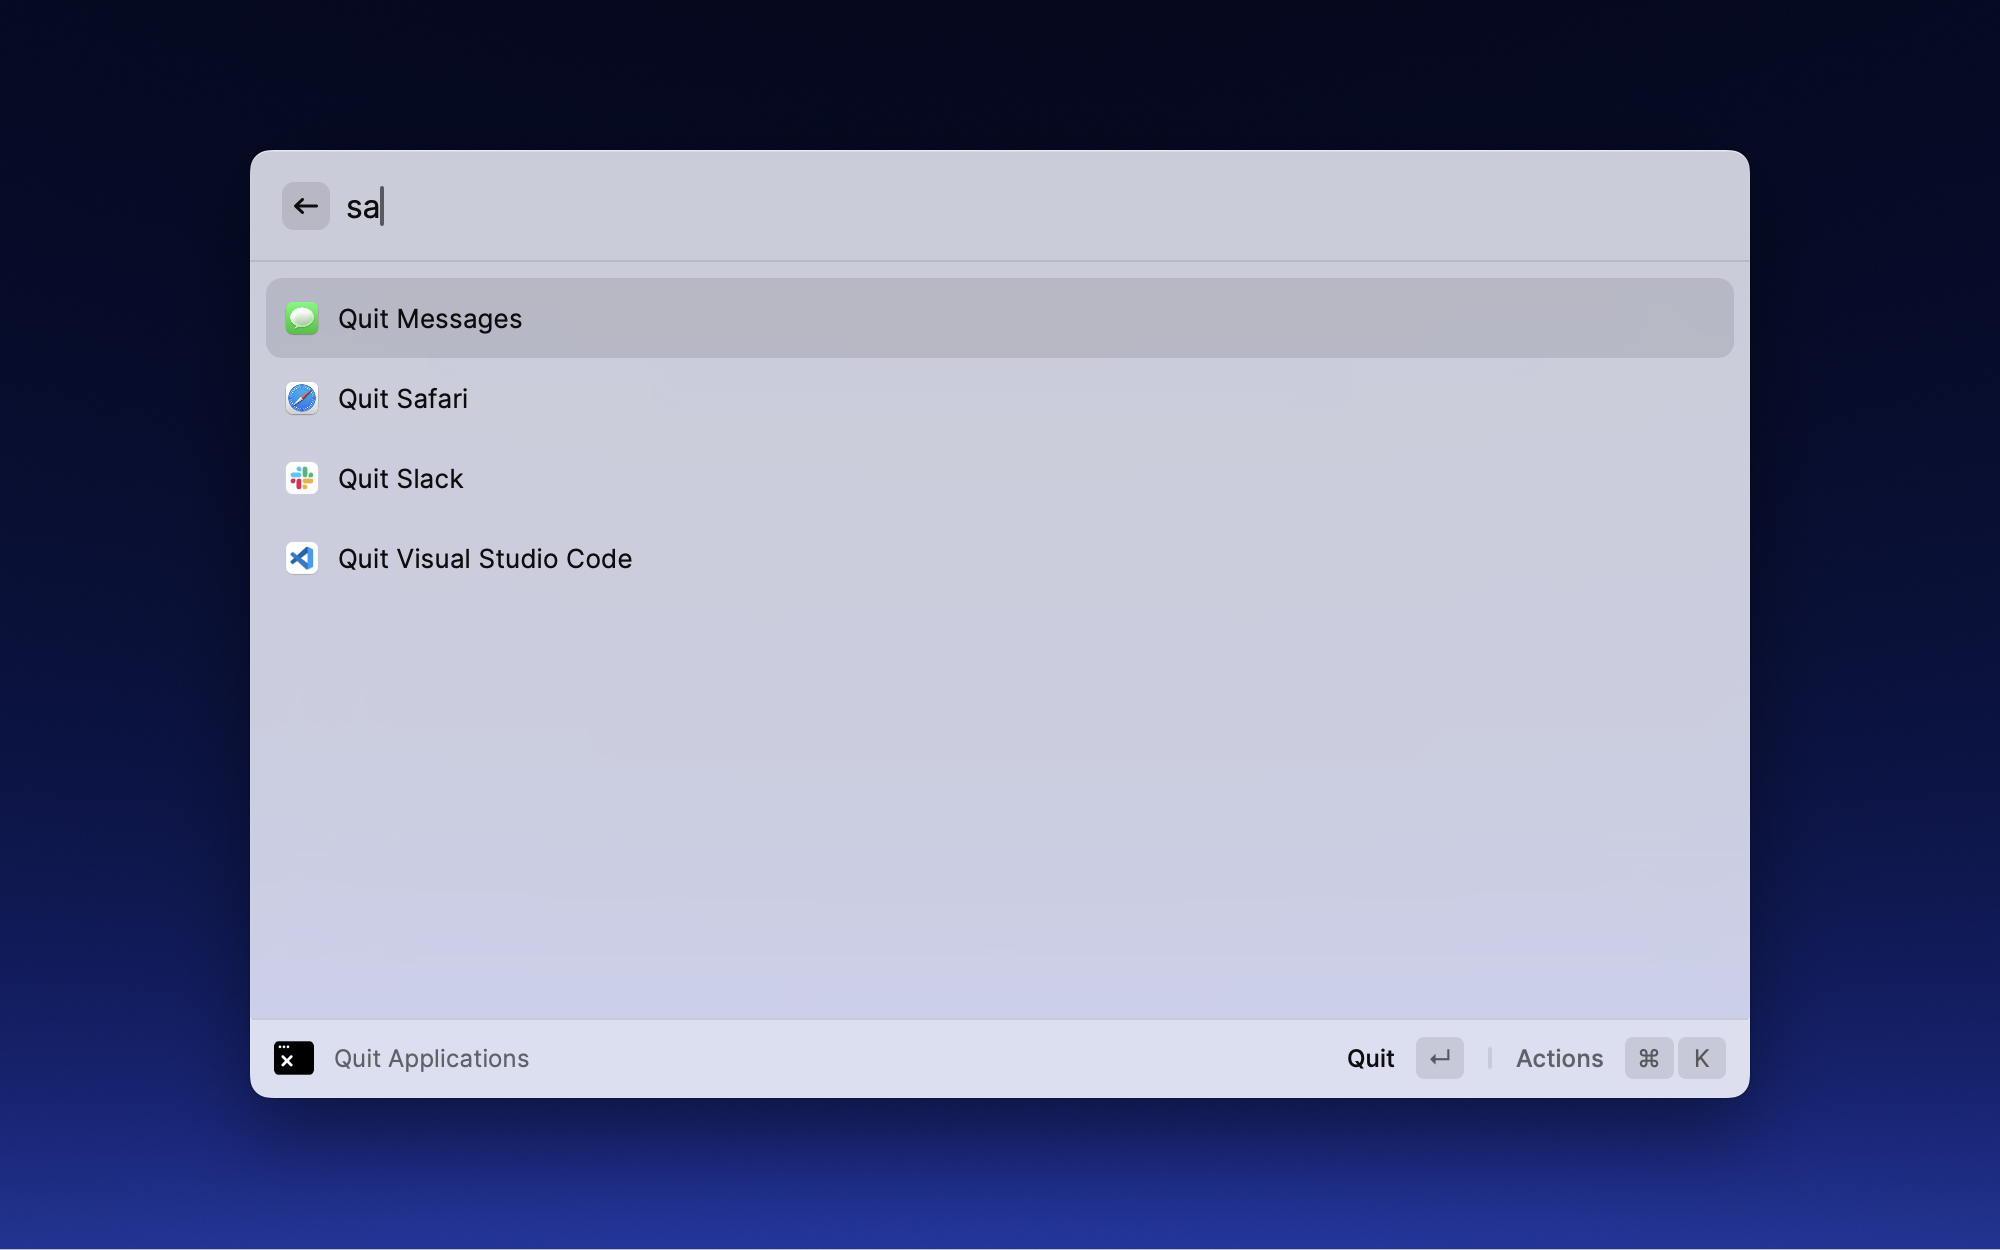 sa
Quit Messages
Quit Safari
Quit Slack
Quit Visual Studio Code
Quit Applications
Quit ↵ Actions ⌘ K